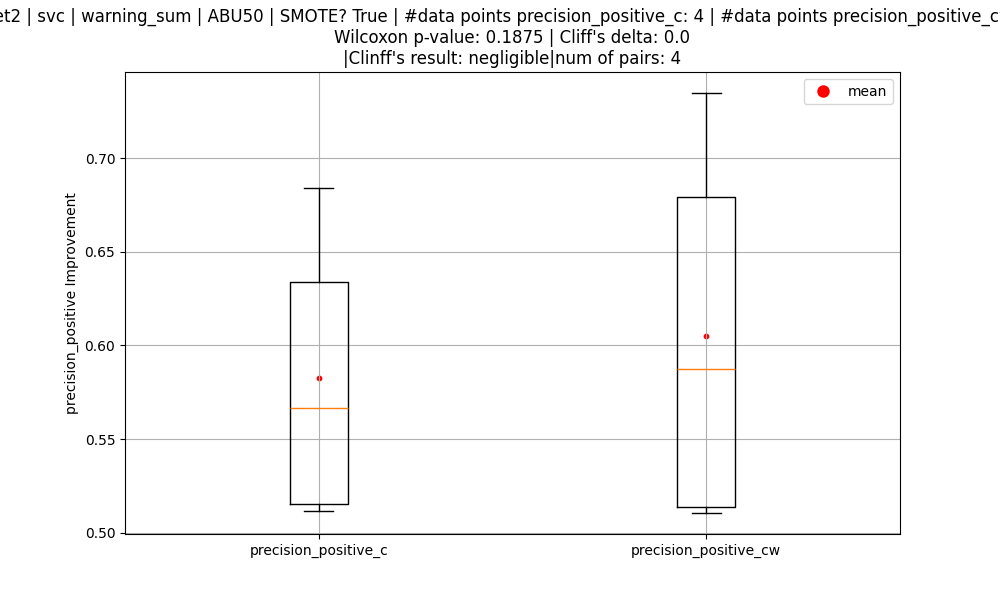 et2 | svc | warning_sum | ABU50 | SMOTE? True | #data points precision_positive_c: 4 | #data points precision_positive_c
Wilcoxon p-value: 0.1875 | Cliff's delta: 0.0
|Clinff's result: negligible|num of pairs: 4
mean
0.70
0.65
0.60
0.55
0.50
precision_positive Improvement
precision_positive_c
precision_positive_cw